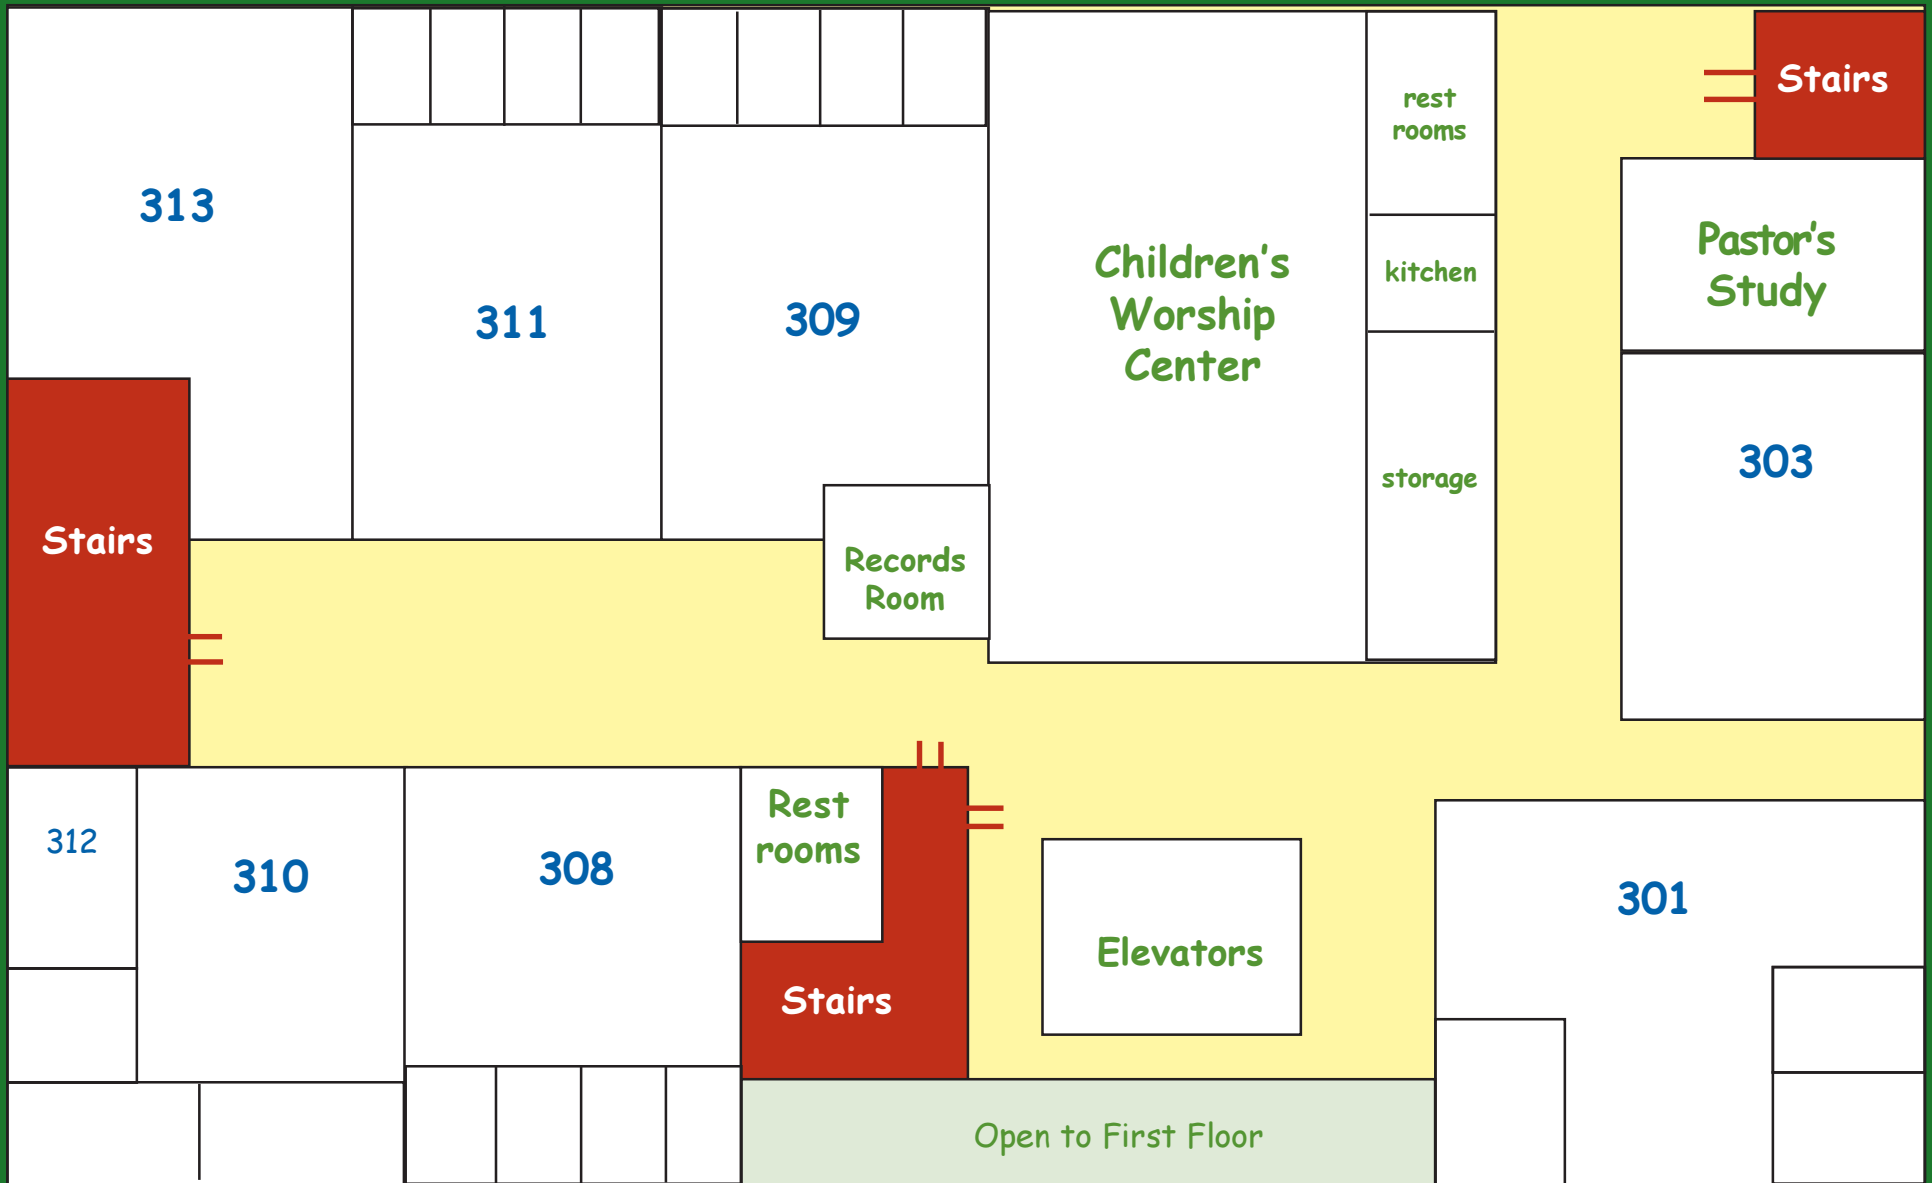 Stairs
rest
rooms
313
Pastor's
Study
Children's
Worship
Center
kitchen
311
309
303
storage
Stairs
Records
Room
Rest
rooms
312
310
308
301
Elevators
Stairs
Open to First Floor